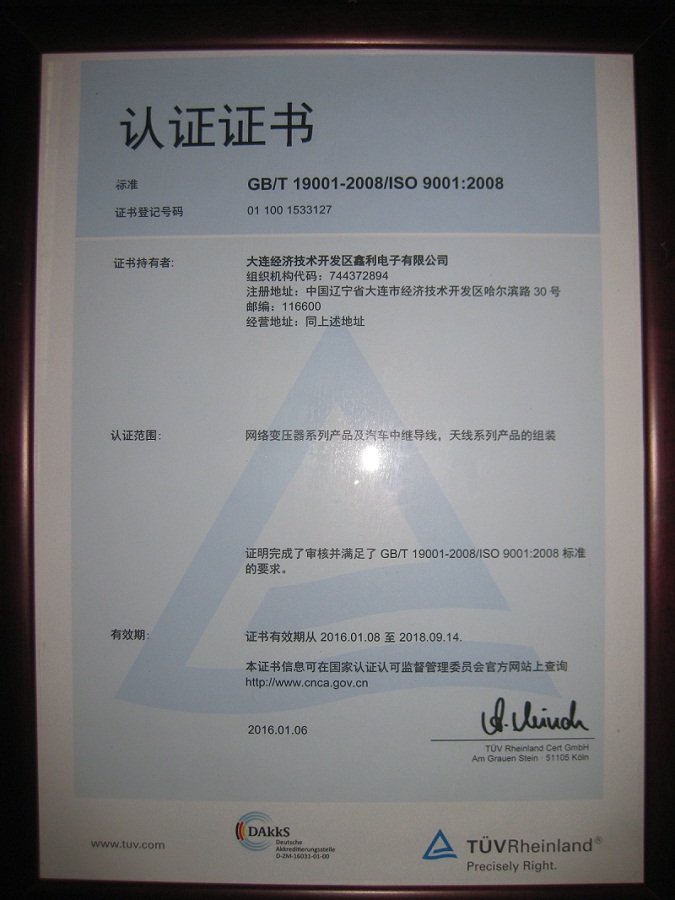 认证证书
标准 GB/T 19001-2008/ISO 9001:2008
证书登记号码 01 100 1533127
证书持有者: 大连经济技术开发区鑫利电子有限公司
组织机构代码：744372894
注册地址：中国辽宁省大连市经济技术开发区哈尔滨路 30 号
邮编：116600
经营地址：同上述地址
认证范围: 网络变压器系列产品及汽车中继导线，天线系列产品的组装
证明完成了审核并满足了 GB/T 19001-2008/ISO 9001:2008 标准
的要求。
有效期: 证书有效期从 2016.01.08 至 2018.09.14.
本证书信息可在国家认证认可监督管理委员会官方网站上查询
http://www.cnca.gov.cn
2016.01.06
TÜV Rheinland Cert GmbH
Am Grauen Stein · 51105 Köln
www.tuv.com
DAkkS
Deutsche
Akkreditierungsstelle
D-ZM-16031-01-00
TÜVRheinland®
Precisely Right.